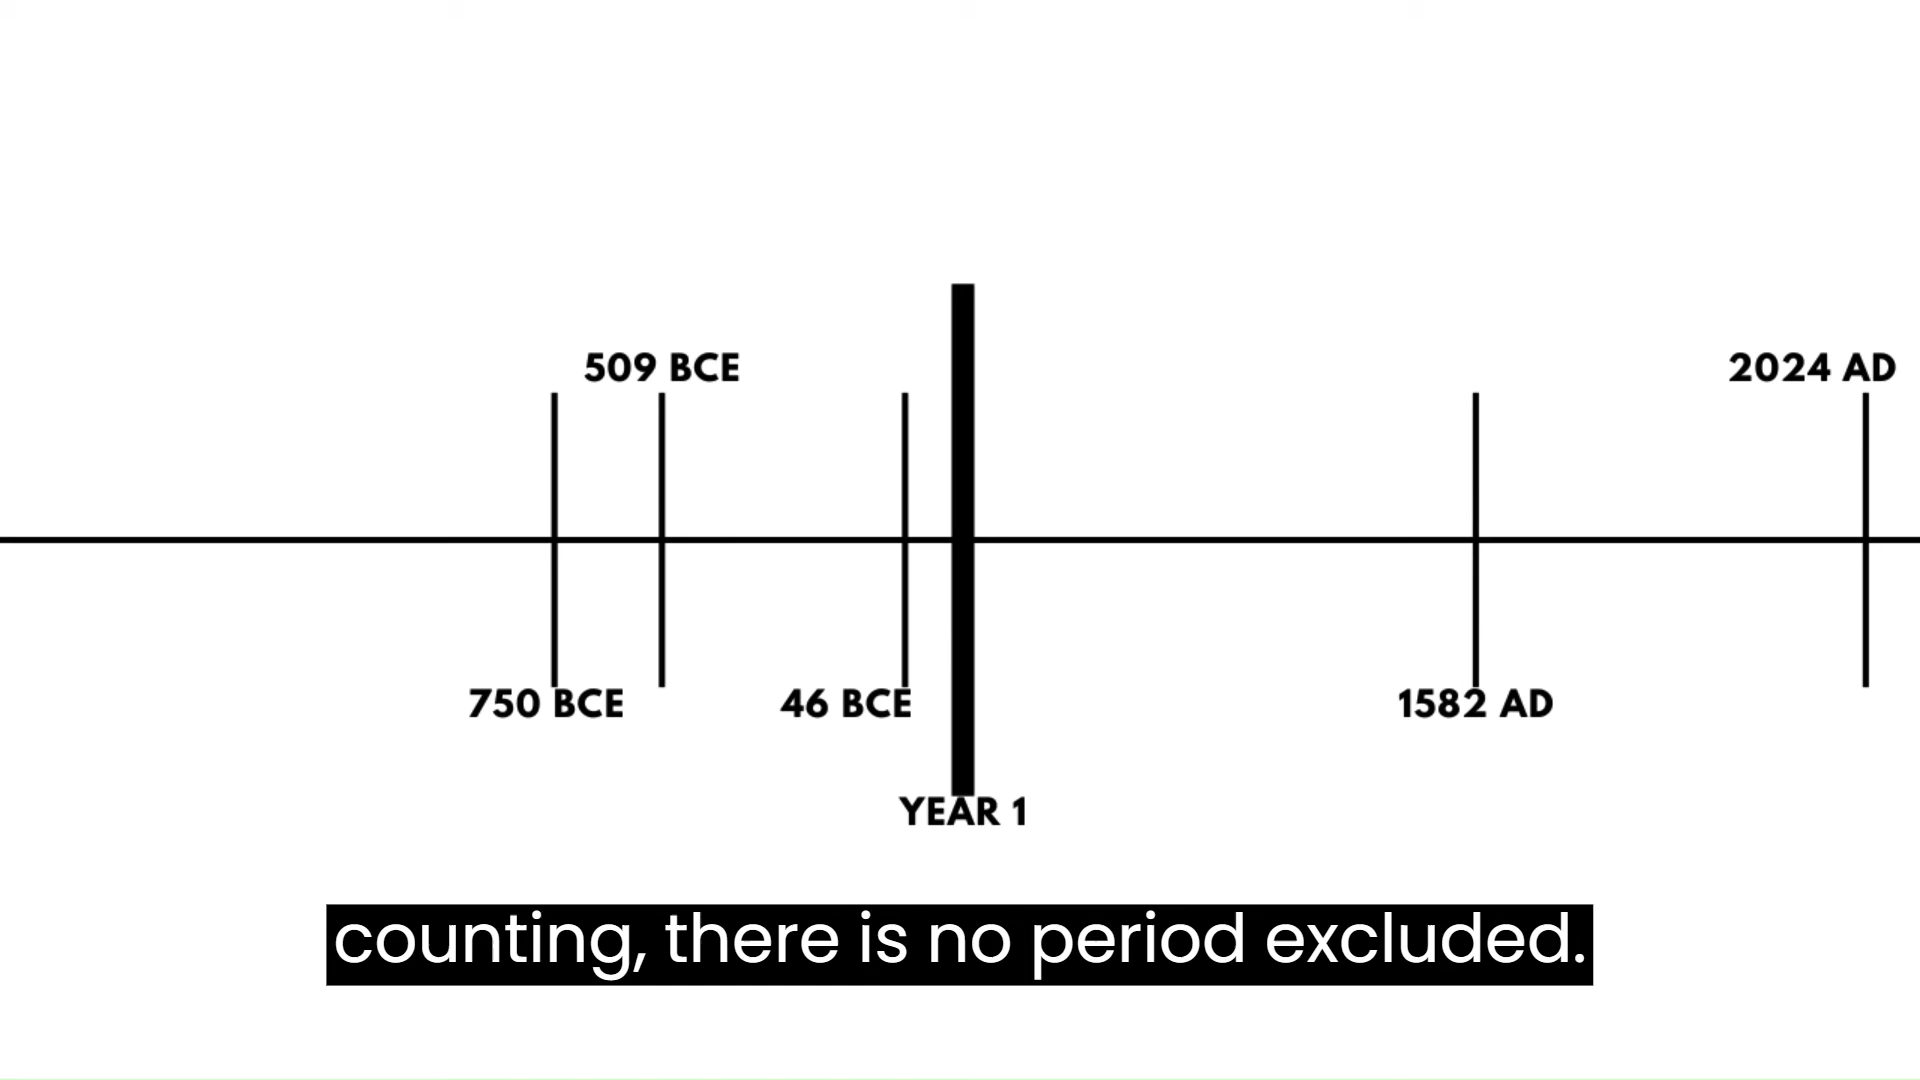 509 BCE
2024 AD
750 BCE
46 BCE
1582 AD
YEAR 1
counting, there is no period excluded.